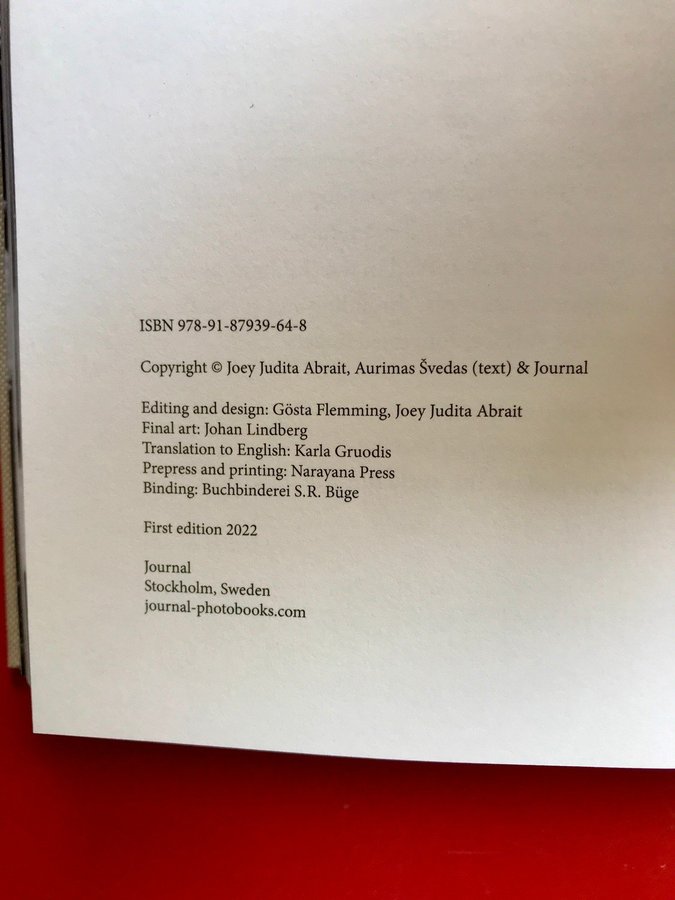 ISBN 978-91-87939-64-8
Copyright © Joey Judita Abrait, Aurimas Švedas (text) & Journal
Editing and design: Gösta Flemming, Joey Judita Abrait
Final art: Johan Lindberg
Translation to English: Karla Gruodis
Prepress and printing: Narayana Press
Binding: Buchbinderei S.R. Büge
First edition 2022
Journal
Stockholm, Sweden
journal-photobooks.com